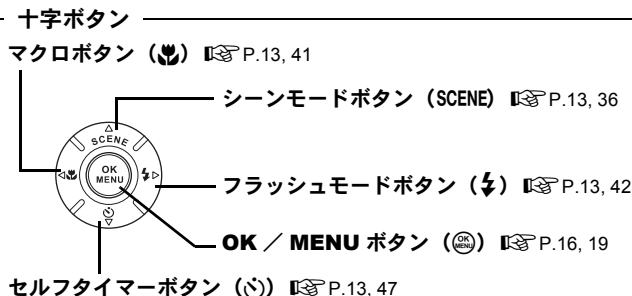 十字ボタン
マクロボタン（🌷）☞P.13, 41
シーンモードボタン（SCENE）☞P.13, 36
SCENE
OK
MENU
フラッシュモードボタン（⚡）☞P.13, 42
OK ／ MENU ボタン（OK MENU）☞P.16, 19
セルフタイマーボタン（⏱）☞P.13, 47